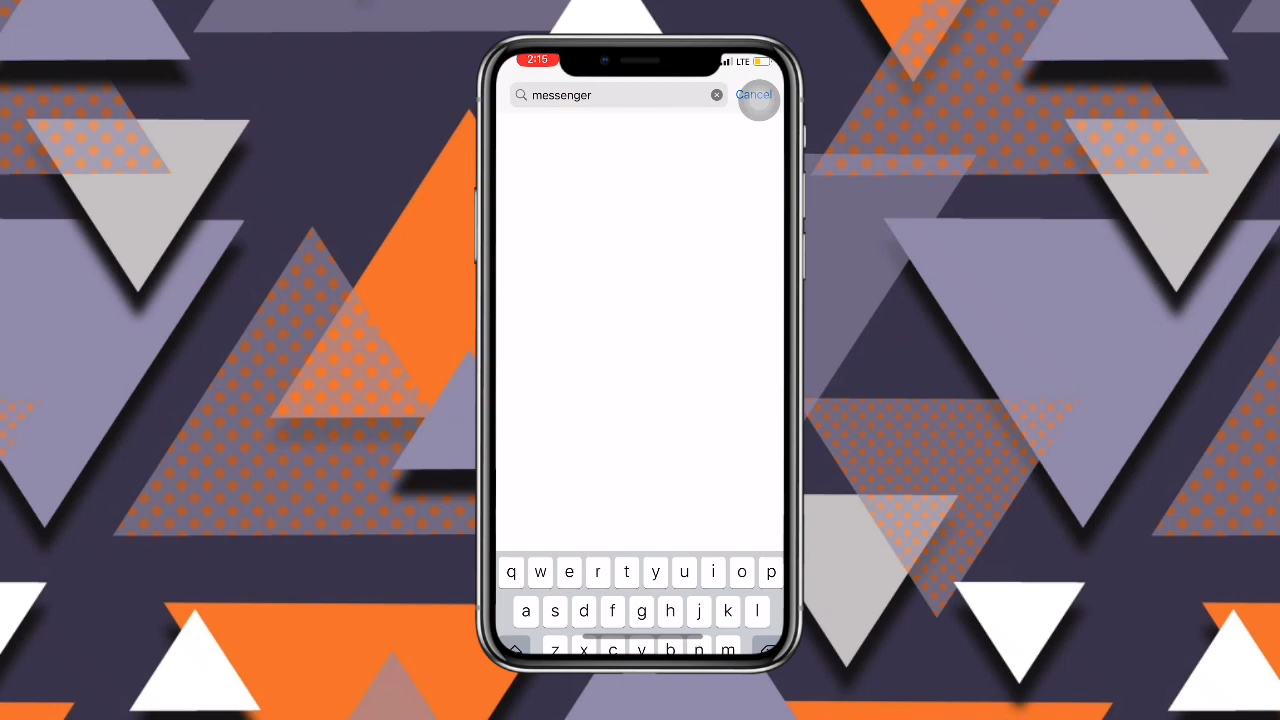 2:15
LTE
messenger
Cancel
q w e r t y u i o p
a s d f g h j k l
z x c v b n m